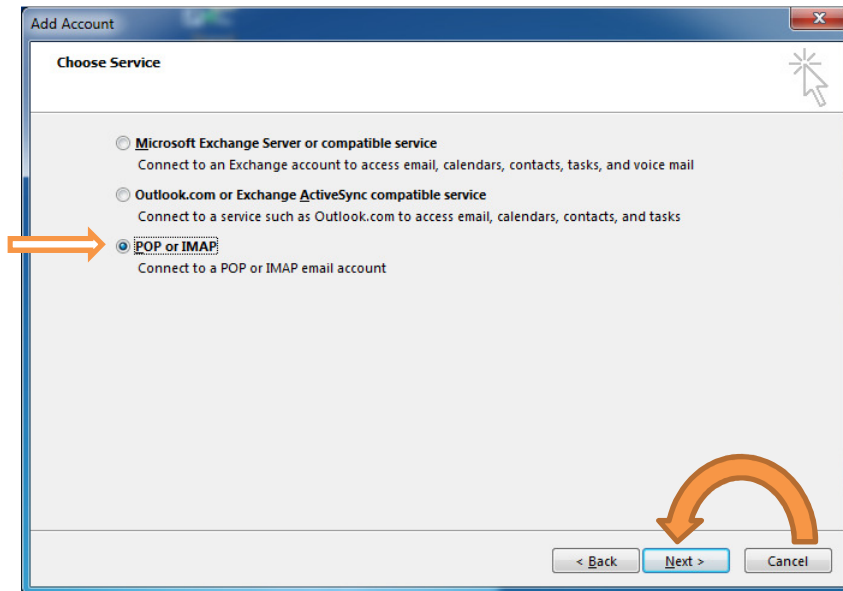 Add Account
Choose Service
Microsoft Exchange Server or compatible service
Connect to an Exchange account to access email, calendars, contacts, tasks, and voice mail
Outlook.com or Exchange ActiveSync compatible service
Connect to a service such as Outlook.com to access email, calendars, contacts, and tasks
POP or IMAP
Connect to a POP or IMAP email account
< Back Next > Cancel